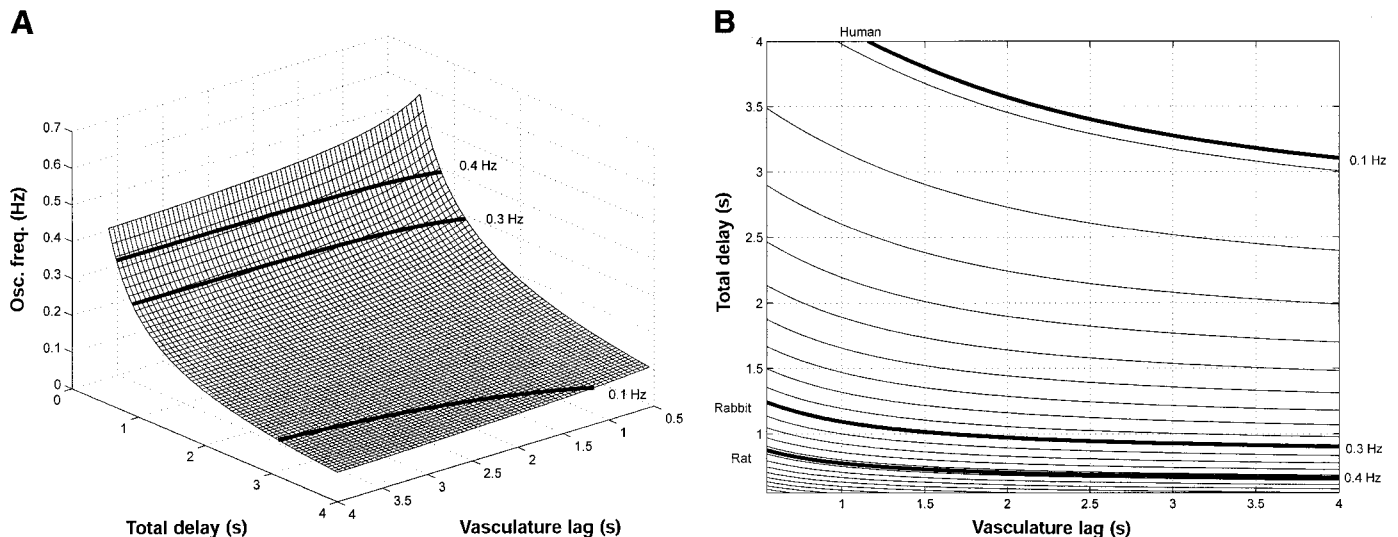 A
0.7
0.6
0.5
0.4
0.3
0.2
0.1
0
Osc. freq. (Hz)
0.4 Hz
0.3 Hz
0.1 Hz
0
1
2
3
4
Total delay (s)
4
3.5
3
2.5
2
1.5
1
0.5
Vasculature lag (s)
B
Human
4
3.5
3
2.5
2
1.5
1
Total delay (s)
Rabbit
Rat
0.1 Hz
0.3 Hz
0.4 Hz
1
1.5
2
2.5
3
3.5
4
Vasculature lag (s)